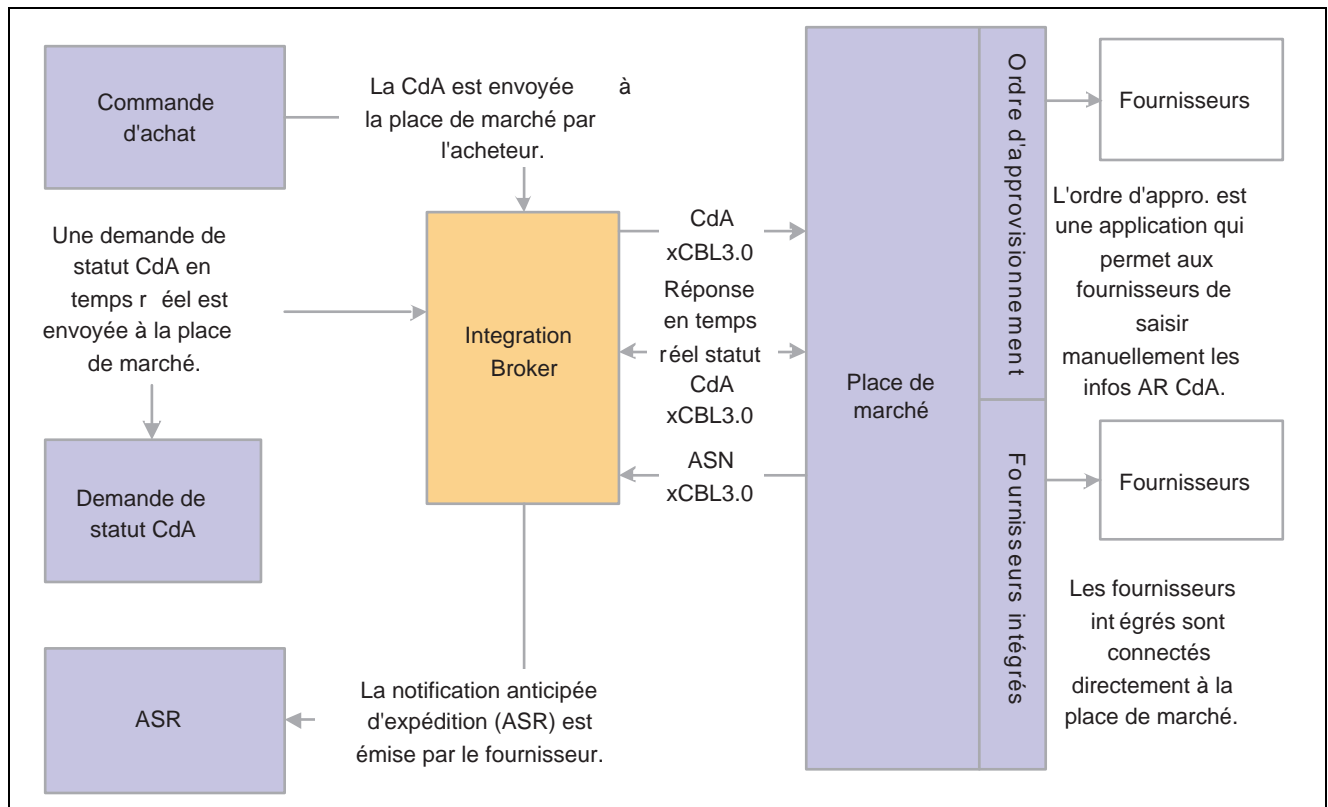 Commande
d'achat
La CdA est envoyée à
la place de marché par
l'acheteur.
Une demande de
statut CdA en
temps r éel est
envoyée à la place
de marché.
Demande de
statut CdA
ASR
La notification anticipée
d'expédition (ASR) est
émise par le fournisseur.
Integration
Broker
CdA
xCBL3.0
Réponse
en temps
réel statut
CdA
xCBL3.0
ASN
xCBL3.0
Place de
marché
Ordre d'approvisionnement
Fournisseurs intégrés
Fournisseurs
L'ordre d'appro. est
une application qui
permet aux
fournisseurs de
saisir
manuellement les
infos AR CdA.
Fournisseurs
Les fournisseurs
int égrés sont
connectés
directement à la
place de marché.